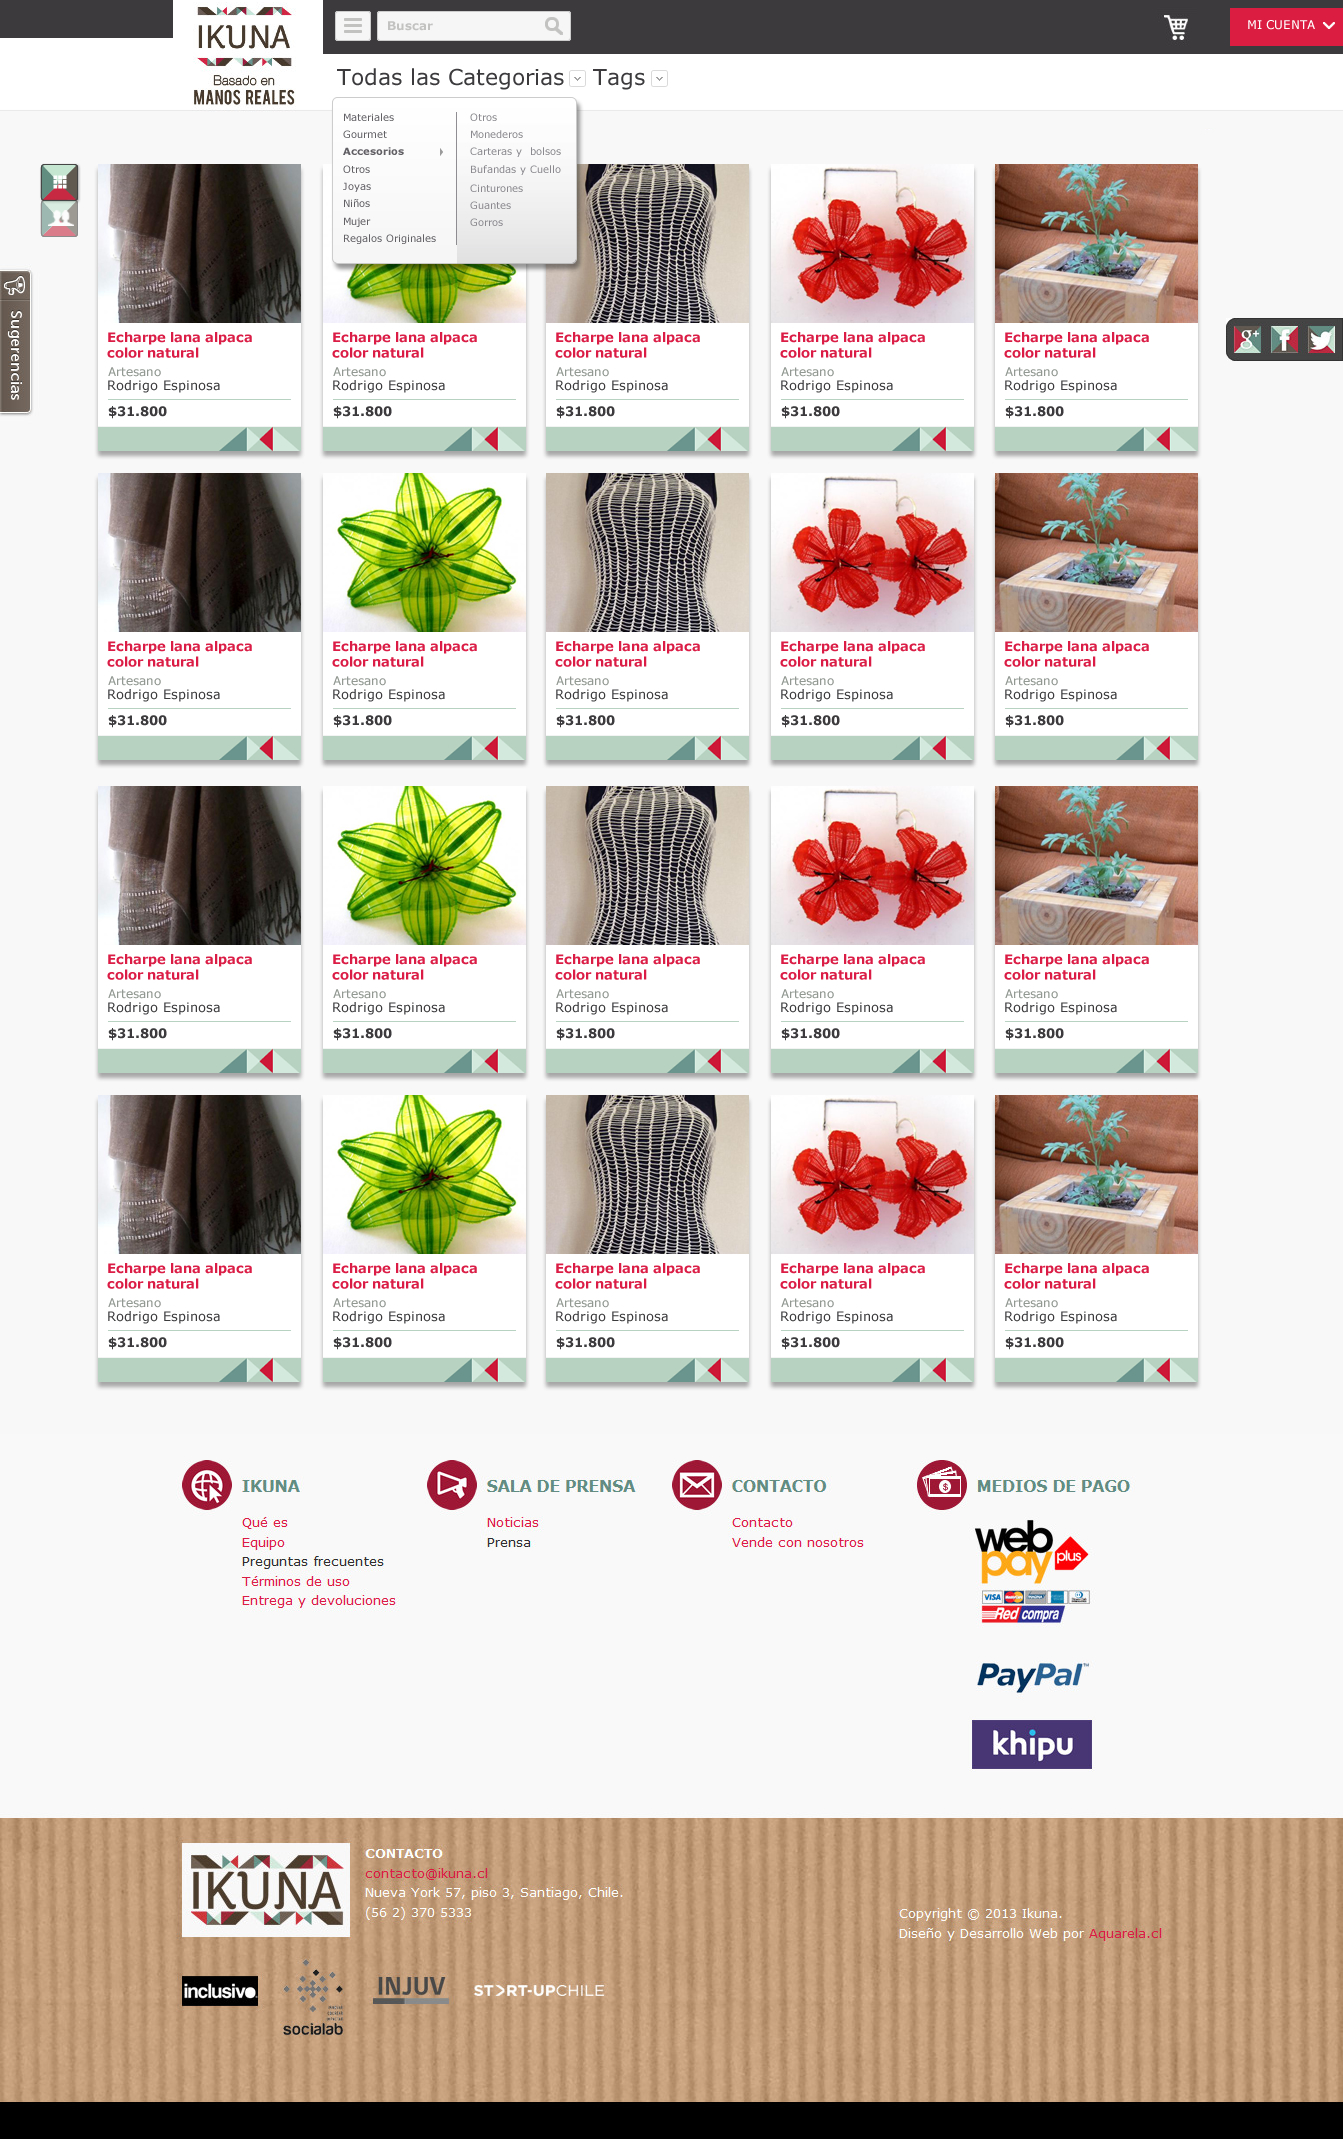 IKUNA
Basado en
MANOS REALES
Buscar
MI CUENTA
Todas las Categorias Tags
Materiales
Gourmet
Accesorios
Otros
Joyas
Niños
Mujer
Regalos Originales
Otros
Monederos
Carteras y bolsos
Bufandas y Cuello
Cinturones
Guantes
Gorros
Sugerencias
g+ f
Echarpe lana alpaca
color natural
Artesano
Rodrigo Espinosa
$31.800
Echarpe lana alpaca
color natural
Artesano
Rodrigo Espinosa
$31.800
Echarpe lana alpaca
color natural
Artesano
Rodrigo Espinosa
$31.800
Echarpe lana alpaca
color natural
Artesano
Rodrigo Espinosa
$31.800
Echarpe lana alpaca
color natural
Artesano
Rodrigo Espinosa
$31.800
Echarpe lana alpaca
color natural
Artesano
Rodrigo Espinosa
$31.800
Echarpe lana alpaca
color natural
Artesano
Rodrigo Espinosa
$31.800
Echarpe lana alpaca
color natural
Artesano
Rodrigo Espinosa
$31.800
Echarpe lana alpaca
color natural
Artesano
Rodrigo Espinosa
$31.800
Echarpe lana alpaca
color natural
Artesano
Rodrigo Espinosa
$31.800
Echarpe lana alpaca
color natural
Artesano
Rodrigo Espinosa
$31.800
Echarpe lana alpaca
color natural
Artesano
Rodrigo Espinosa
$31.800
Echarpe lana alpaca
color natural
Artesano
Rodrigo Espinosa
$31.800
Echarpe lana alpaca
color natural
Artesano
Rodrigo Espinosa
$31.800
Echarpe lana alpaca
color natural
Artesano
Rodrigo Espinosa
$31.800
Echarpe lana alpaca
color natural
Artesano
Rodrigo Espinosa
$31.800
Echarpe lana alpaca
color natural
Artesano
Rodrigo Espinosa
$31.800
Echarpe lana alpaca
color natural
Artesano
Rodrigo Espinosa
$31.800
Echarpe lana alpaca
color natural
Artesano
Rodrigo Espinosa
$31.800
Echarpe lana alpaca
color natural
Artesano
Rodrigo Espinosa
$31.800
IKUNA
Qué es
Equipo
Preguntas frecuentes
Términos de uso
Entrega y devoluciones
SALA DE PRENSA
Noticias
Prensa
CONTACTO
Contacto
Vende con nosotros
$
MEDIOS DE PAGO
web
pay plus
VISA
Red compra
PayPal™
khipu
IKUNA
CONTACTO
contacto@ikuna.cl
Nueva York 57, piso 3, Santiago, Chile.
(56 2) 370 5333
Copyright © 2013 Ikuna.
Diseño y Desarrollo Web por Aquarela.cl
inclusivo
socialab
INJUV
START-UPCHILE